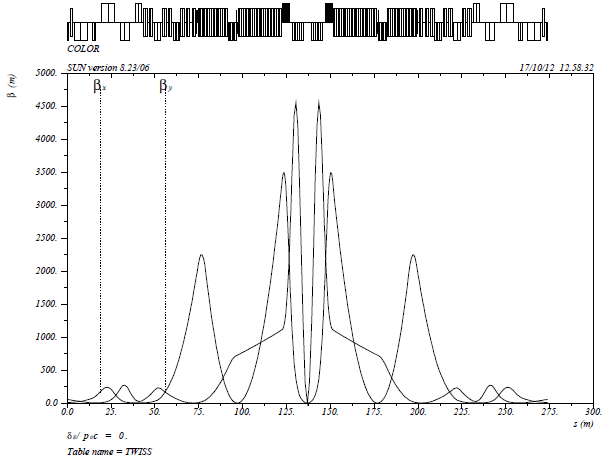 COLOR
SUN version 8.23/06 17/10/12 12.58.32
β x β y
β (m)
5000.
4500.
4000.
3500.
3000.
2500.
2000.
1500.
1000.
500.
0.0
0.0 25. 50. 75. 100. 125. 150. 175. 200. 225. 250. 275. 300.
s (m)
δE/ p0c = 0.
Table name = TWISS